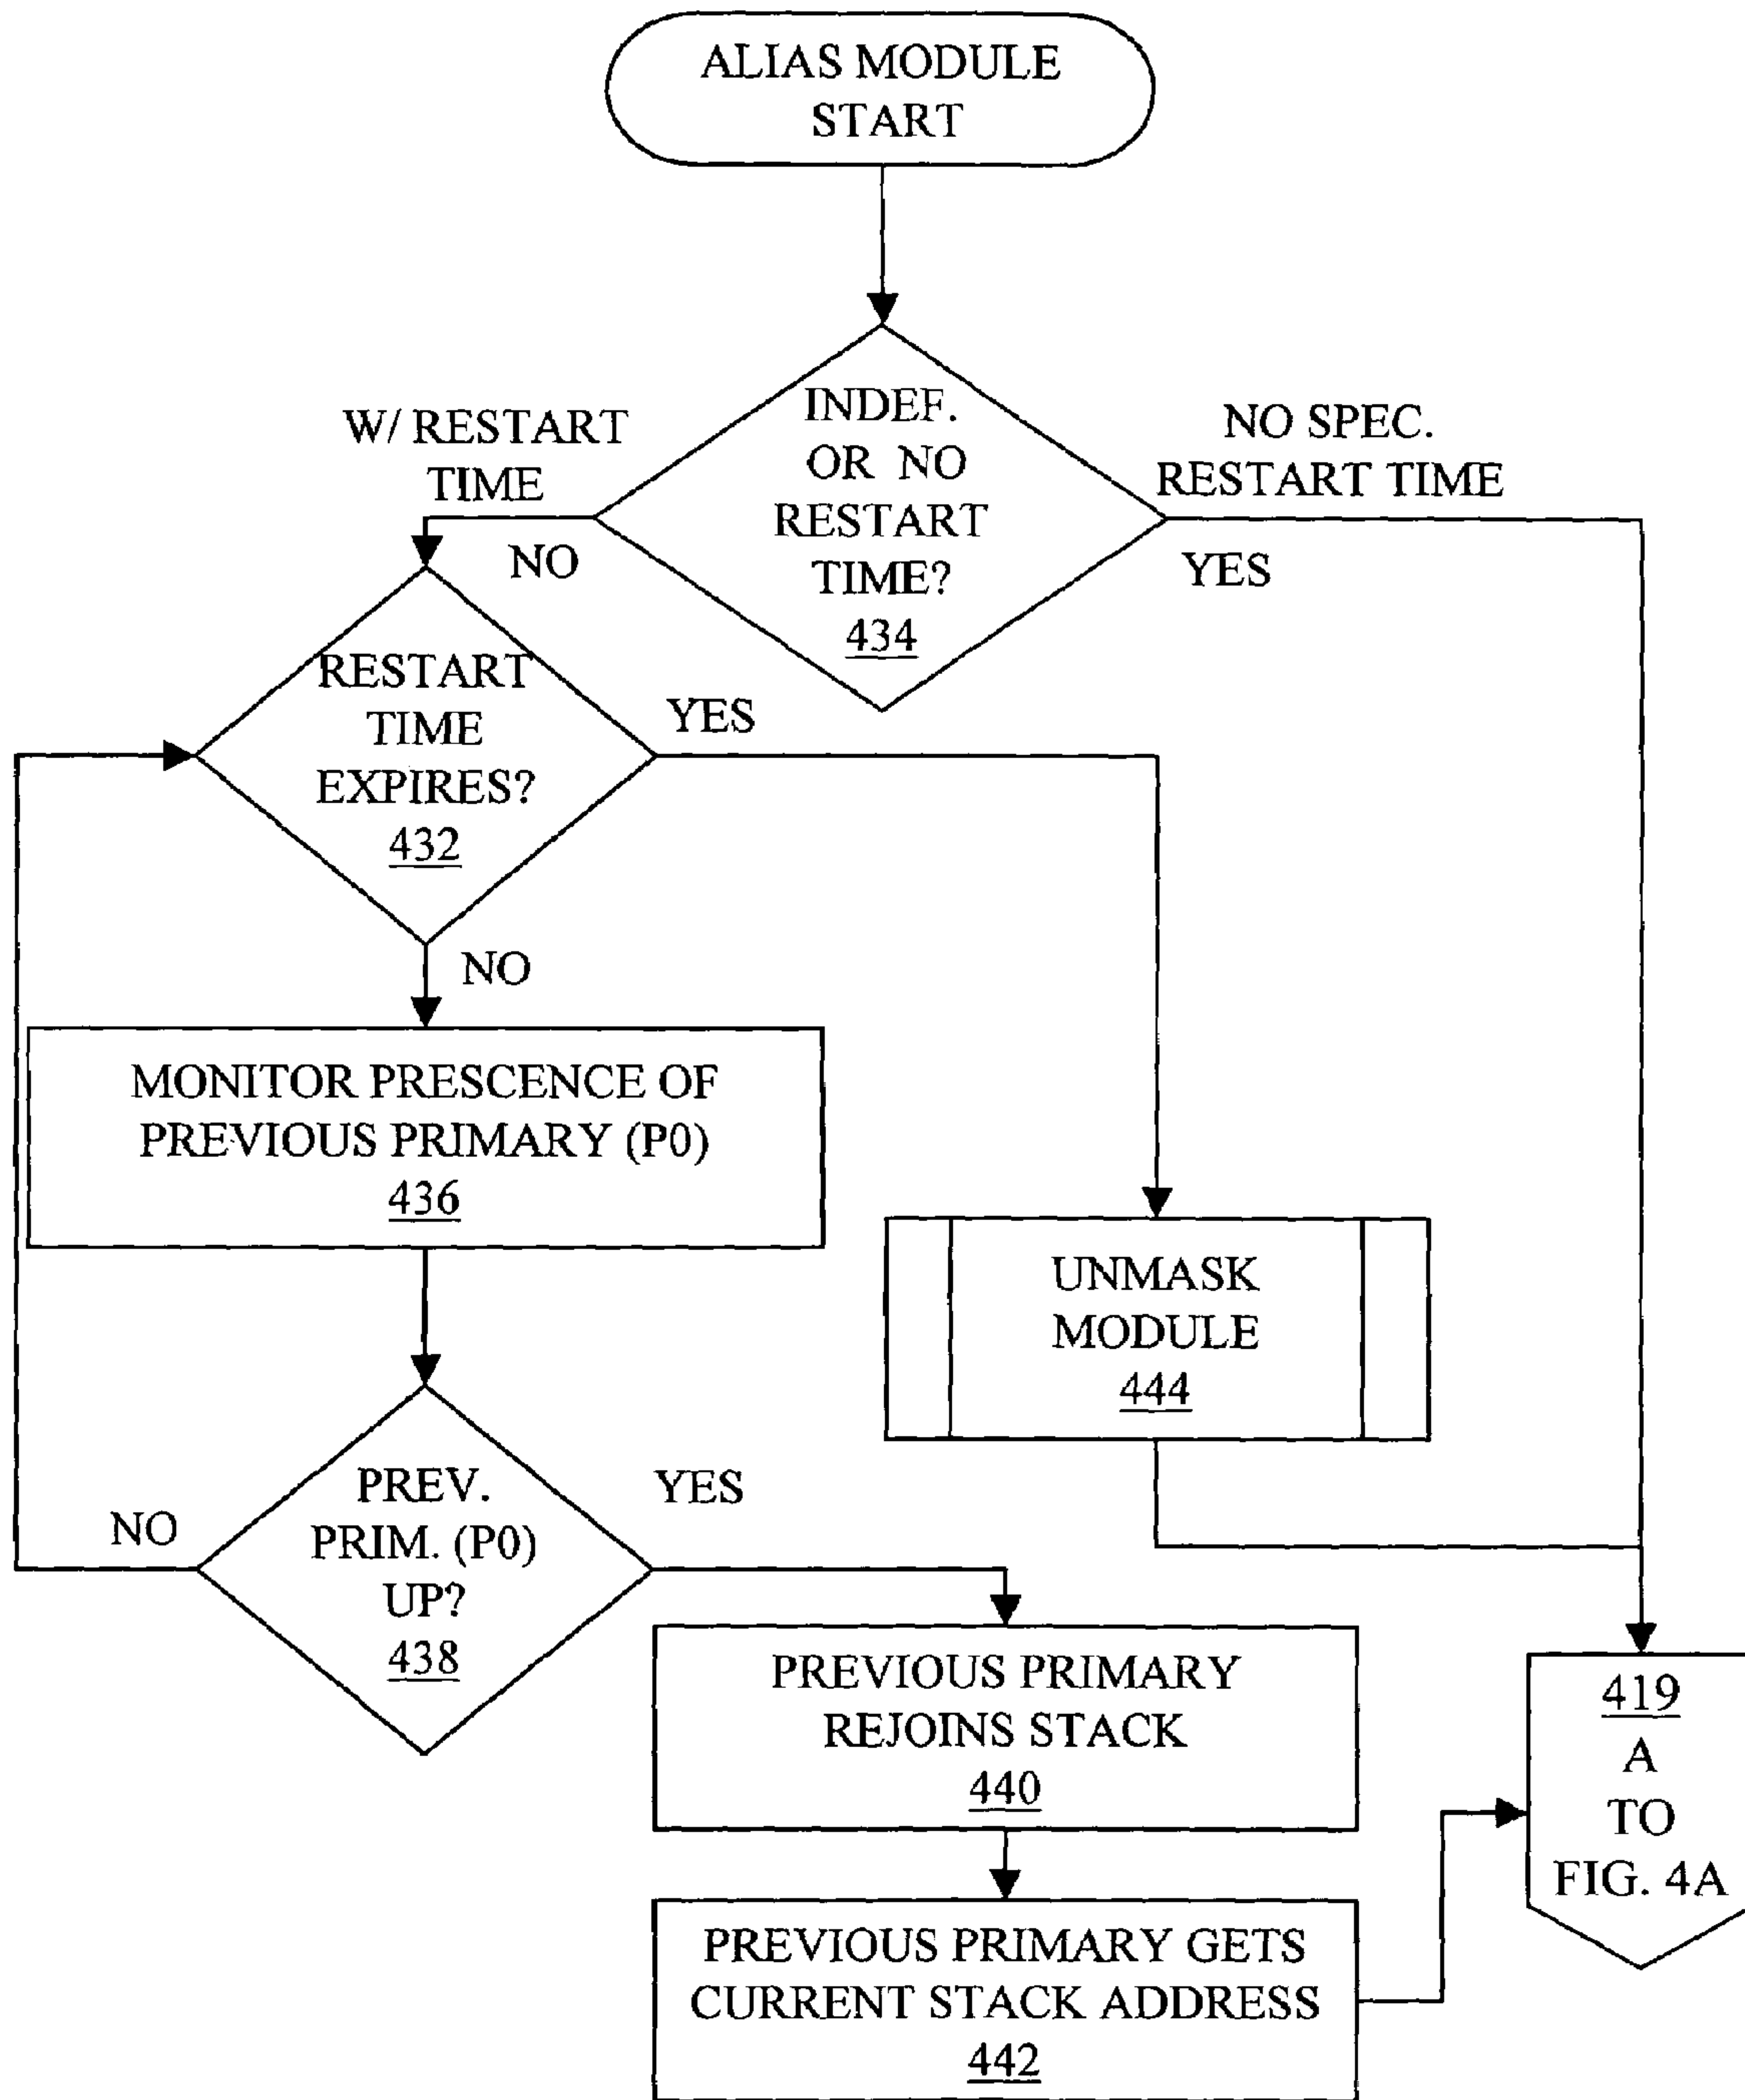 ALIAS MODULE
START
INDEF.
OR NO
RESTART
TIME?
434
W/ RESTART
TIME
NO
NO SPEC.
RESTART TIME
YES
RESTART
TIME
EXPIRES?
432
YES
NO
MONITOR PRESCENCE OF
PREVIOUS PRIMARY (P0)
436
UNMASK
MODULE
444
PREV.
PRIM. (P0)
UP?
438
NO
YES
PREVIOUS PRIMARY
REJOINS STACK
440
419
A
TO
FIG. 4A
PREVIOUS PRIMARY GETS
CURRENT STACK ADDRESS
442